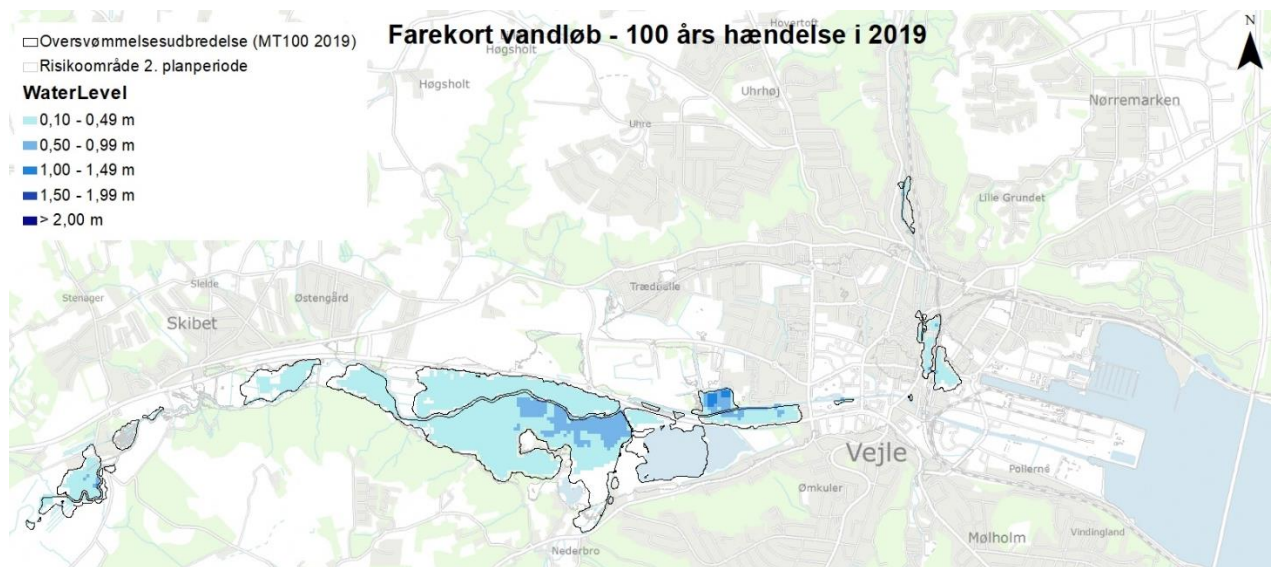 Farekort vandløb - 100 års hændelse i 2019
N
Oversvømmelsesudbredelse (MT100 2019)
Risikoområde 2. planperiode
WaterLevel
0,10 - 0,49 m
0,50 - 0,99 m
1,00 - 1,49 m
1,50 - 1,99 m
> 2,00 m
Hovertoft
Høgsholt
Høgsholt
Uhrhøj
Nørremarken
Uhre
Lille Grundet
Trædballe
Stenager
Slelde
Østengård
Skibet
Vejle
Pollerne
Ømkuler
Vindingland
Mølholm
Nederbro